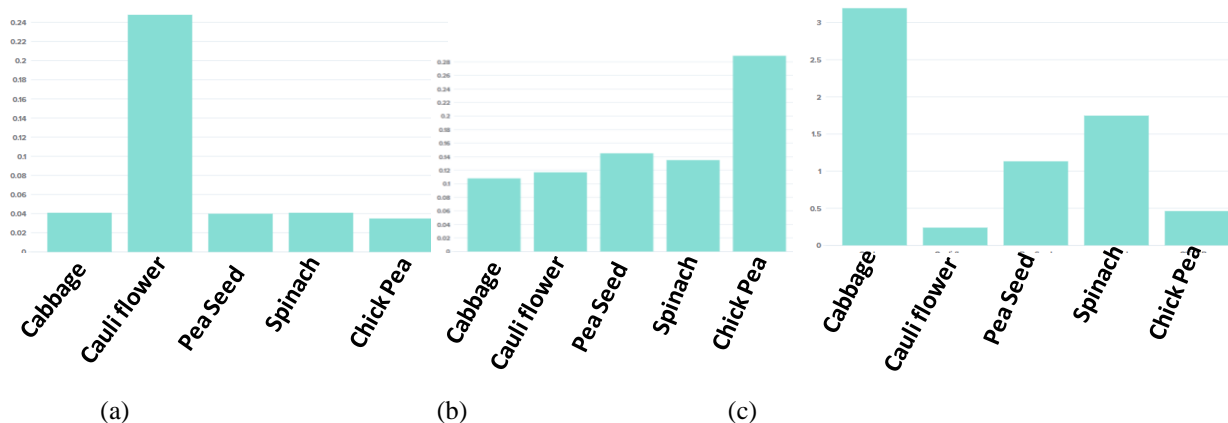 0.24
0.22
0.2
0.18
0.16
0.14
0.12
0.1
0.08
0.06
0.04
0.02
0
Cabbage
Cauli flower
Pea Seed
Spinach
Chick Pea
(a)
0.28
0.26
0.24
0.22
0.2
0.18
0.16
0.14
0.12
0.1
0.08
0.06
0.04
0.02
0
Cabbage
Cauli flower
Pea Seed
Spinach
Chick Pea
(b)
3
2
1.5
1
0.5
0
Cabbage
Cauli flower
Pea Seed
Spinach
Chick Pea
(c)